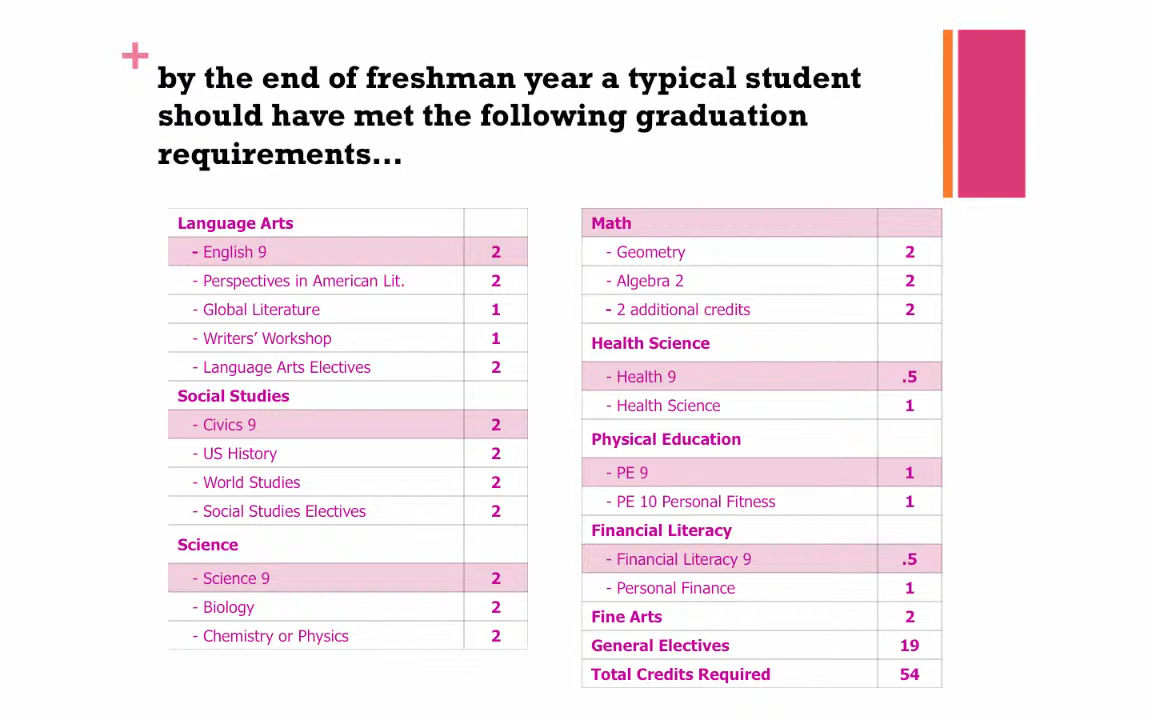 +
by the end of freshman year a typical student
should have met the following graduation
requirements...
Language Arts
- English 9 2
- Perspectives in American Lit. 2
- Global Literature 1
- Writers’ Workshop 1
- Language Arts Electives 2
Social Studies
- Civics 9 2
- US History 2
- World Studies 2
- Social Studies Electives 2
Science
- Science 9 2
- Biology 2
- Chemistry or Physics 2
Math
- Geometry 2
- Algebra 2 2
- 2 additional credits 2
Health Science
- Health 9 .5
- Health Science 1
Physical Education
- PE 9 1
- PE 10 Personal Fitness 1
Financial Literacy
- Financial Literacy 9 .5
- Personal Finance 1
Fine Arts 2
General Electives 19
Total Credits Required 54